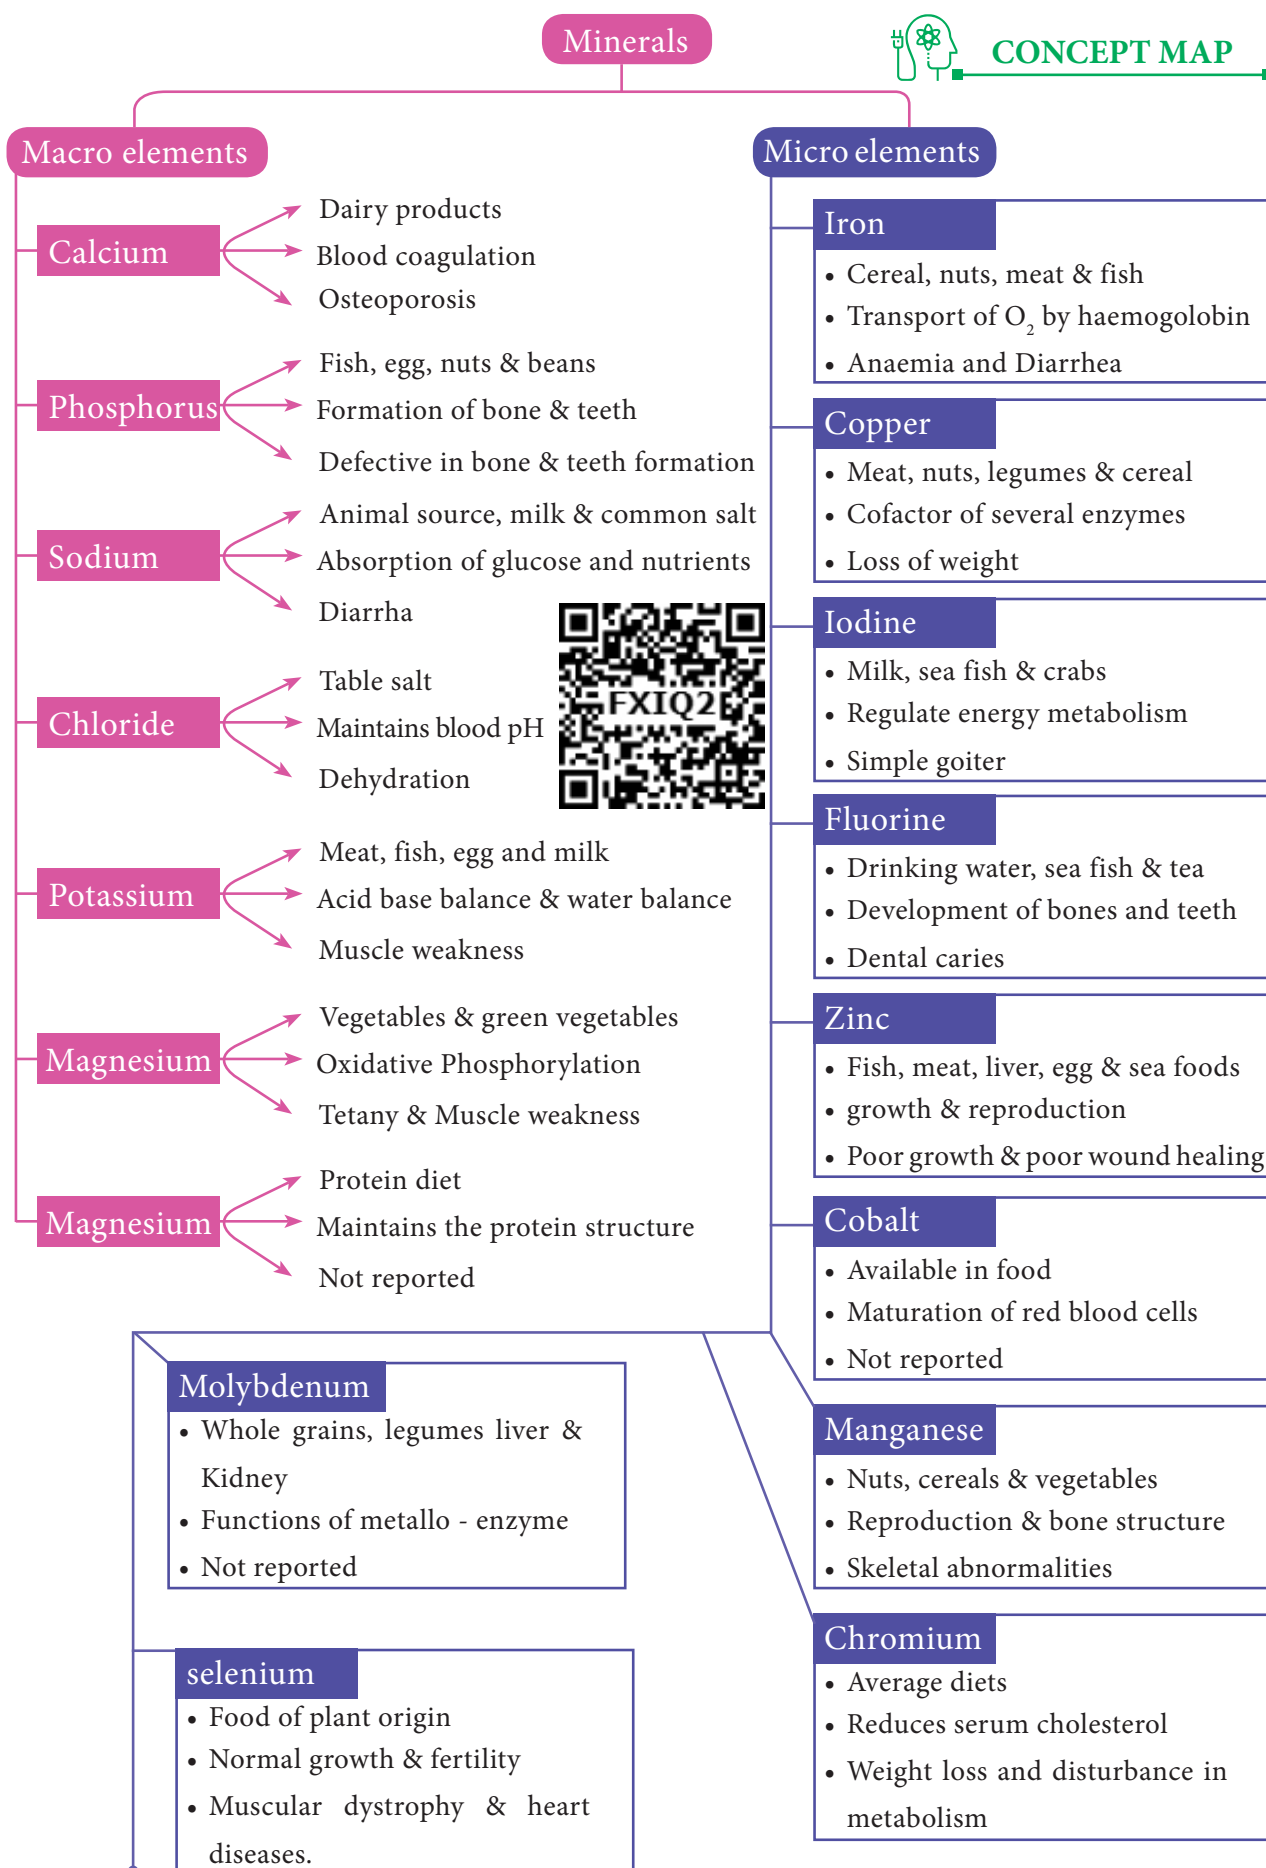 Minerals
CONCEPT MAP
Macro elements
Calcium
Dairy products
Blood coagulation
Osteoporosis
Phosphorus
Fish, egg, nuts & beans
Formation of bone & teeth
Defective in bone & teeth formation
Sodium
Animal source, milk & common salt
Absorption of glucose and nutrients
Diarrha
Chloride
Table salt
Maintains blood pH
Dehydration
FXIQ2E
Potassium
Meat, fish, egg and milk
Acid base balance & water balance
Muscle weakness
Magnesium
Vegetables & green vegetables
Oxidative Phosphorylation
Tetany & Muscle weakness
Magnesium
Protein diet
Maintains the protein structure
Not reported
Micro elements
Iron
• Cereal, nuts, meat & fish
• Transport of O₂ by haemogolobin
• Anaemia and Diarrhea
Copper
• Meat, nuts, legumes & cereal
• Cofactor of several enzymes
• Loss of weight
Iodine
• Milk, sea fish & crabs
• Regulate energy metabolism
• Simple goiter
Fluorine
• Drinking water, sea fish & tea
• Development of bones and teeth
• Dental caries
Zinc
• Fish, meat, liver, egg & sea foods
• growth & reproduction
• Poor growth & poor wound healing
Cobalt
• Available in food
• Maturation of red blood cells
• Not reported
Manganese
• Nuts, cereals & vegetables
• Reproduction & bone structure
• Skeletal abnormalities
Chromium
• Average diets
• Reduces serum cholesterol
• Weight loss and disturbance in
metabolism
Molybdenum
• Whole grains, legumes liver &
Kidney
• Functions of metallo - enzyme
• Not reported
selenium
• Food of plant origin
• Normal growth & fertility
• Muscular dystrophy & heart
diseases.